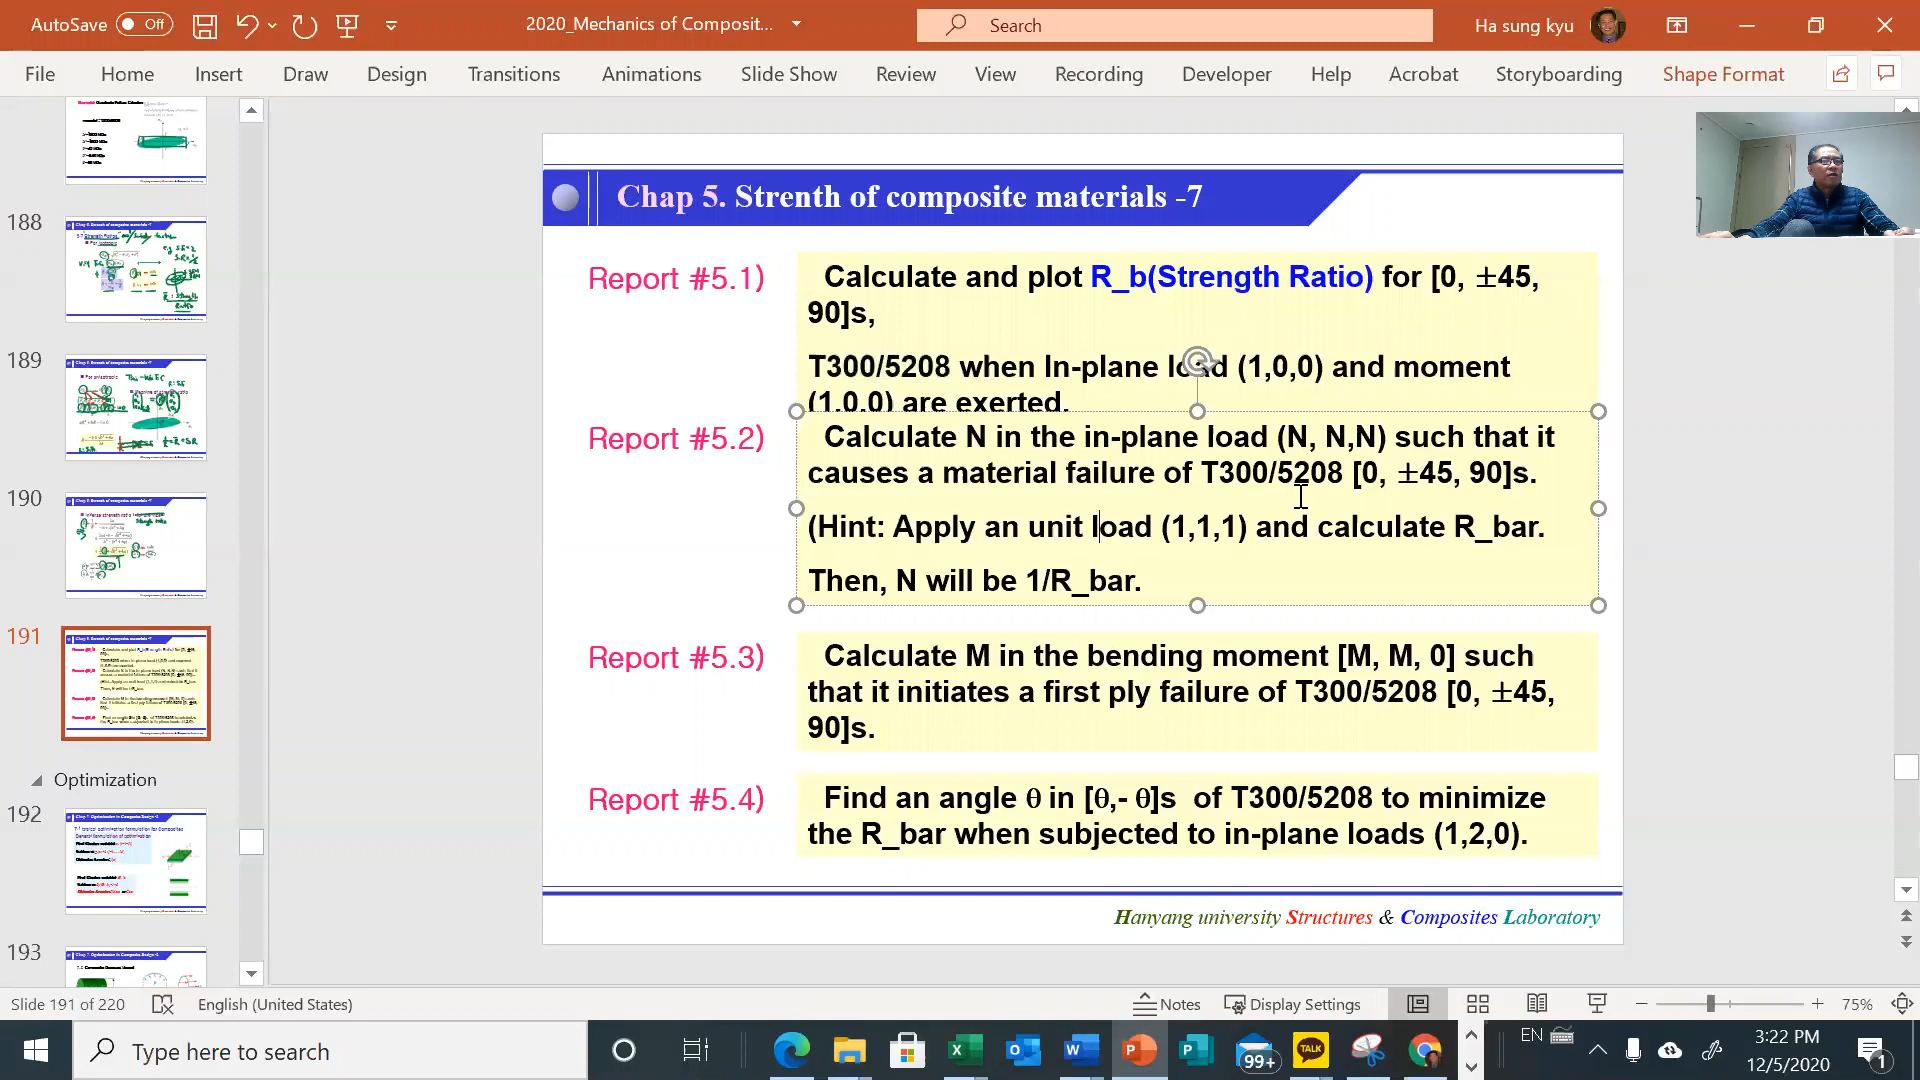 AutoSave Off
2020_Mechanics of Composit...
Search
Ha sung kyu
File Home Insert Draw Design Transitions Animations Slide Show Review View Recording Developer Help Acrobat Storyboarding Shape Format
188
189
190
191
Optimization
192
193
Chap 5. Strenth of composite materials -7
Report #5.1)
Calculate and plot R_b(Strength Ratio) for [0, ±45,
90]s,
T300/5208 when In-plane load (1,0,0) and moment
(1,0,0) are exerted.
Report #5.2)
Calculate N in the in-plane load (N, N,N) such that it
causes a material failure of T300/5208 [0, ±45, 90]s.
(Hint: Apply an unit load (1,1,1) and calculate R_bar.
Then, N will be 1/R_bar.
Report #5.3)
Calculate M in the bending moment [M, M, 0] such
that it initiates a first ply failure of T300/5208 [0, ±45,
90]s.
Report #5.4)
Find an angle θ in [θ,- θ]s of T300/5208 to minimize
the R_bar when subjected to in-plane loads (1,2,0).
Hanyang university Structures & Composites Laboratory
Slide 191 of 220
English (United States)
Notes
Display Settings
75%
Type here to search
99+
TALK
EN
3:22 PM
12/5/2020
1